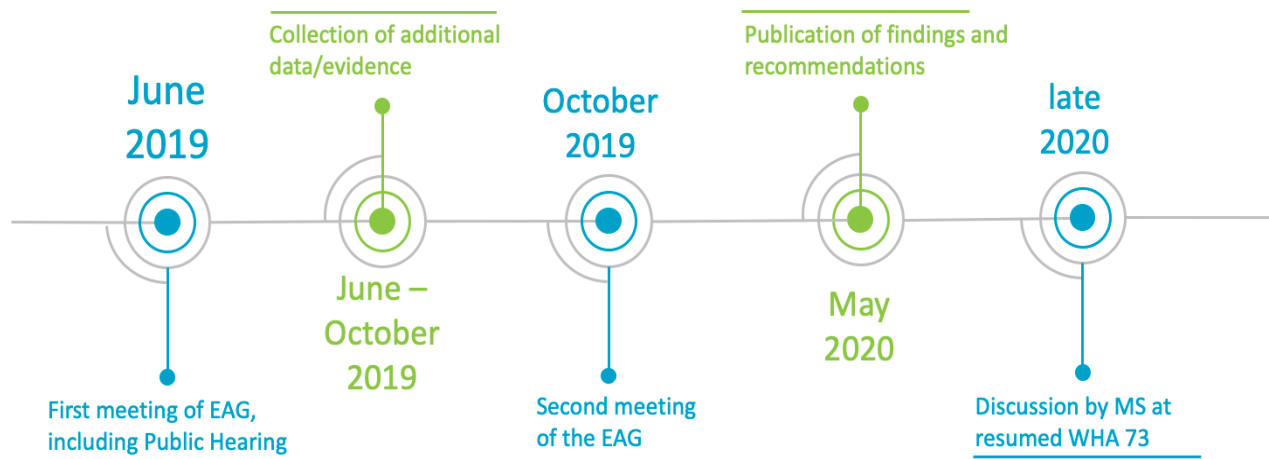 June
2019
First meeting of EAG,
including Public Hearing
Collection of additional
data/evidence
June –
October
2019
October
2019
Second meeting
of the EAG
Publication of findings and
recommendations
May
2020
late
2020
Discussion by MS at
resumed WHA 73